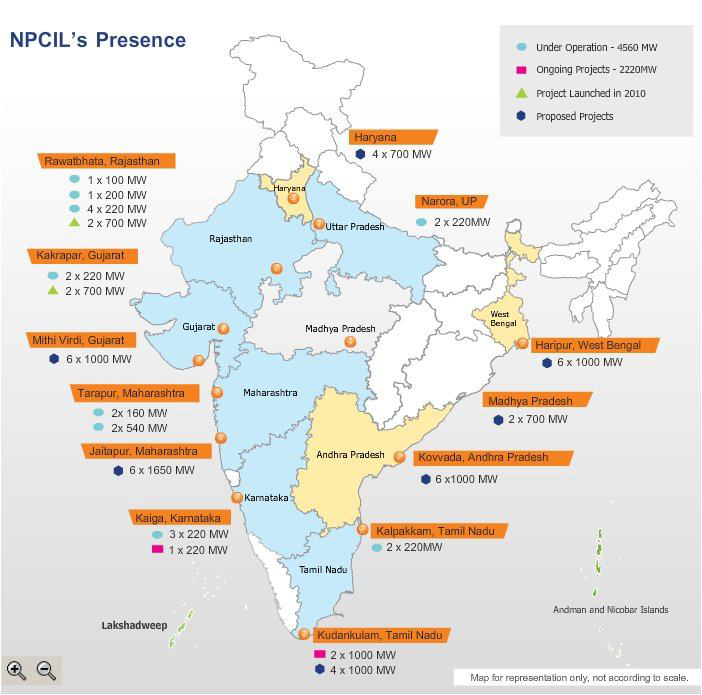 NPCIL's Presence
Under Operation - 4560 MW
Ongoing Projects - 2220MW
Project Launched in 2010
Proposed Projects
Haryana
4 x 700 MW
Rawatbhata, Rajasthan
1 x 100 MW
1 x 200 MW
4 x 220 MW
2 x 700 MW
Haryana
Narora, UP
2 x 220MW
Uttar Pradesh
Rajasthan
Kakrapar, Gujarat
2 x 220 MW
2 x 700 MW
West
Bengal
Gujarat
Madhya Pradesh
Mithi Virdi, Gujarat
6 x 1000 MW
Haripur, West Bengal
6 x 1000 MW
Tarapur, Maharashtra
2x 160 MW
2x 540 MW
Maharashtra
Madhya Pradesh
2 x 700 MW
Jaitapur, Maharashtra
6 x 1650 MW
Andhra Pradesh
Kovvada, Andhra Pradesh
6 x1000 MW
Karnataka
Kaiga, Karnataka
3 x 220 MW
1 x 220 MW
Kalpakkam, Tamil Nadu
2 x 220MW
Tamil Nadu
Andman and Nicobar Islands
Lakshadweep
Kudankulam, Tamil Nadu
2 x 1000 MW
4 x 1000 MW
Map for representation only, not according to scale.